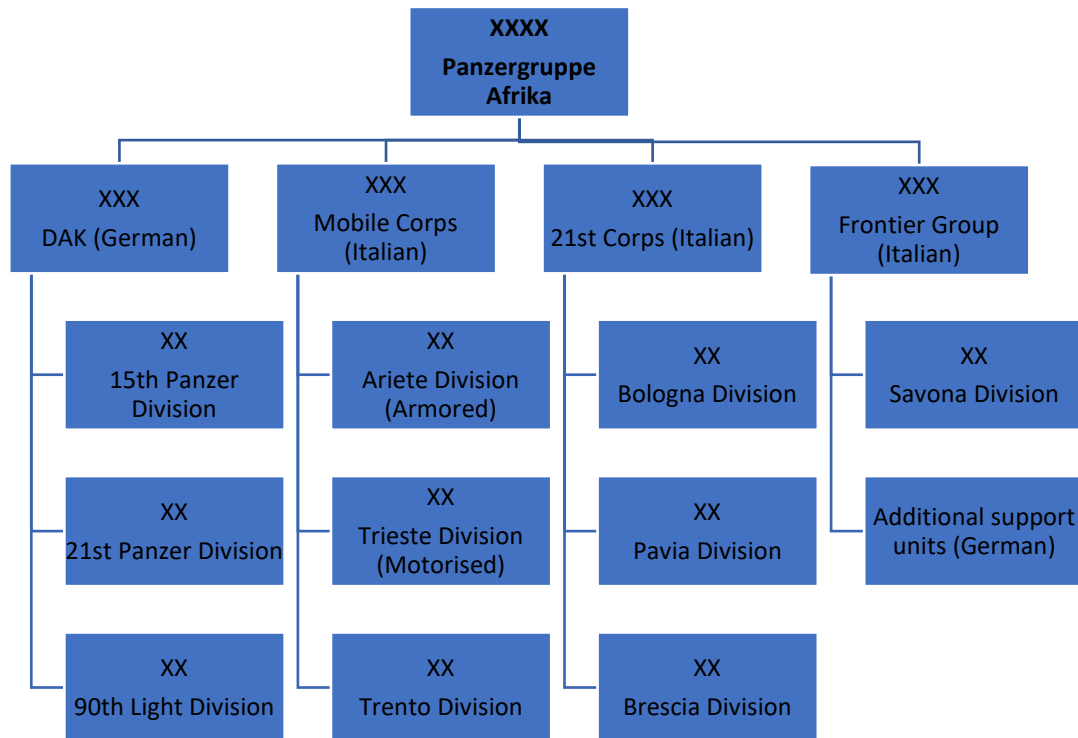 XXXX
Panzergruppe
Afrika
XXX
DAK (German)
XXX
Mobile Corps
(Italian)
XXX
21st Corps (Italian)
XXX
Frontier Group
(Italian)
XX
15th Panzer
Division
XX
Ariete Division
(Armored)
XX
Bologna Division
XX
Savona Division
XX
21st Panzer Division
XX
Trieste Division
(Motorised)
XX
Pavia Division
Additional support
units (German)
XX
90th Light Division
XX
Trento Division
XX
Brescia Division